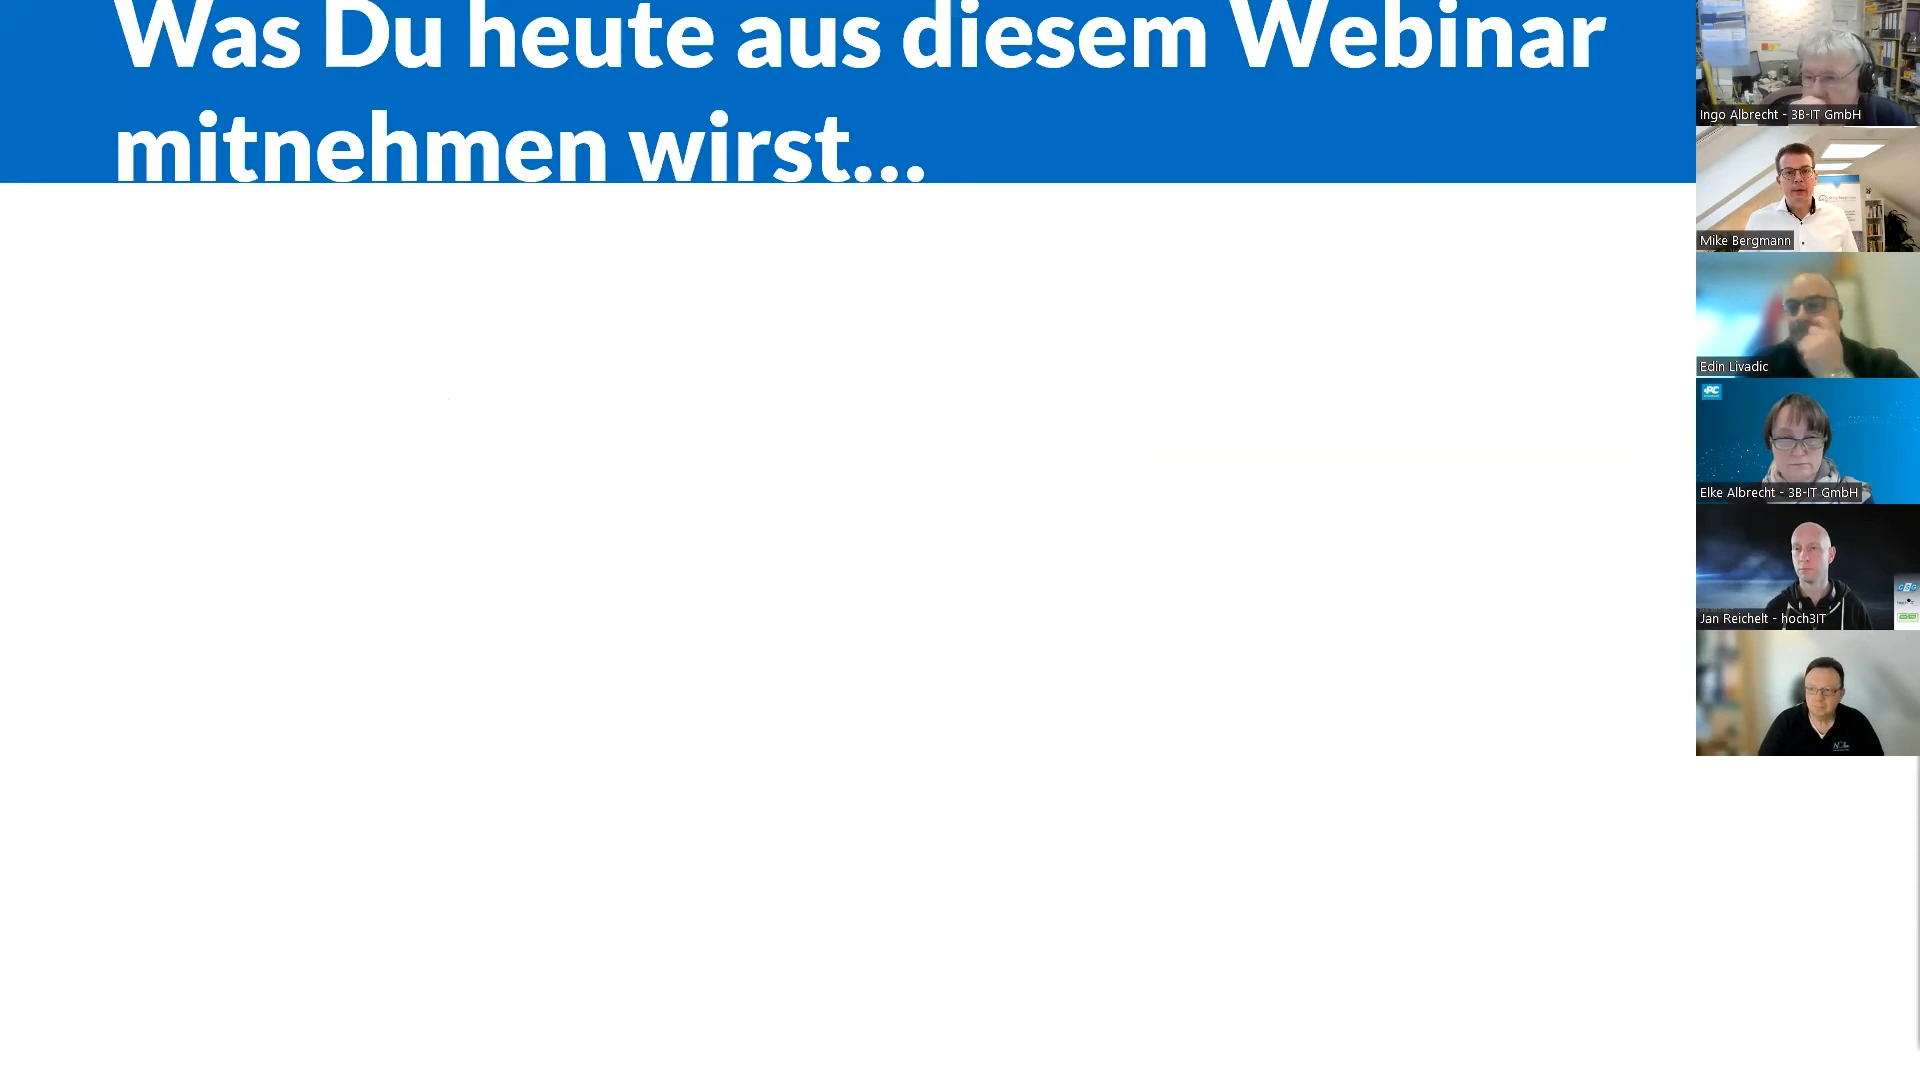 Was Du heute aus diesem Webinar
mitnehmen wirst...
Ingo Albrecht - 3B-IT GmbH
Mike Bergmann
Edin Livadic
Elke Albrecht - 3B-IT GmbH
Jan Reichelt - hoch3IT